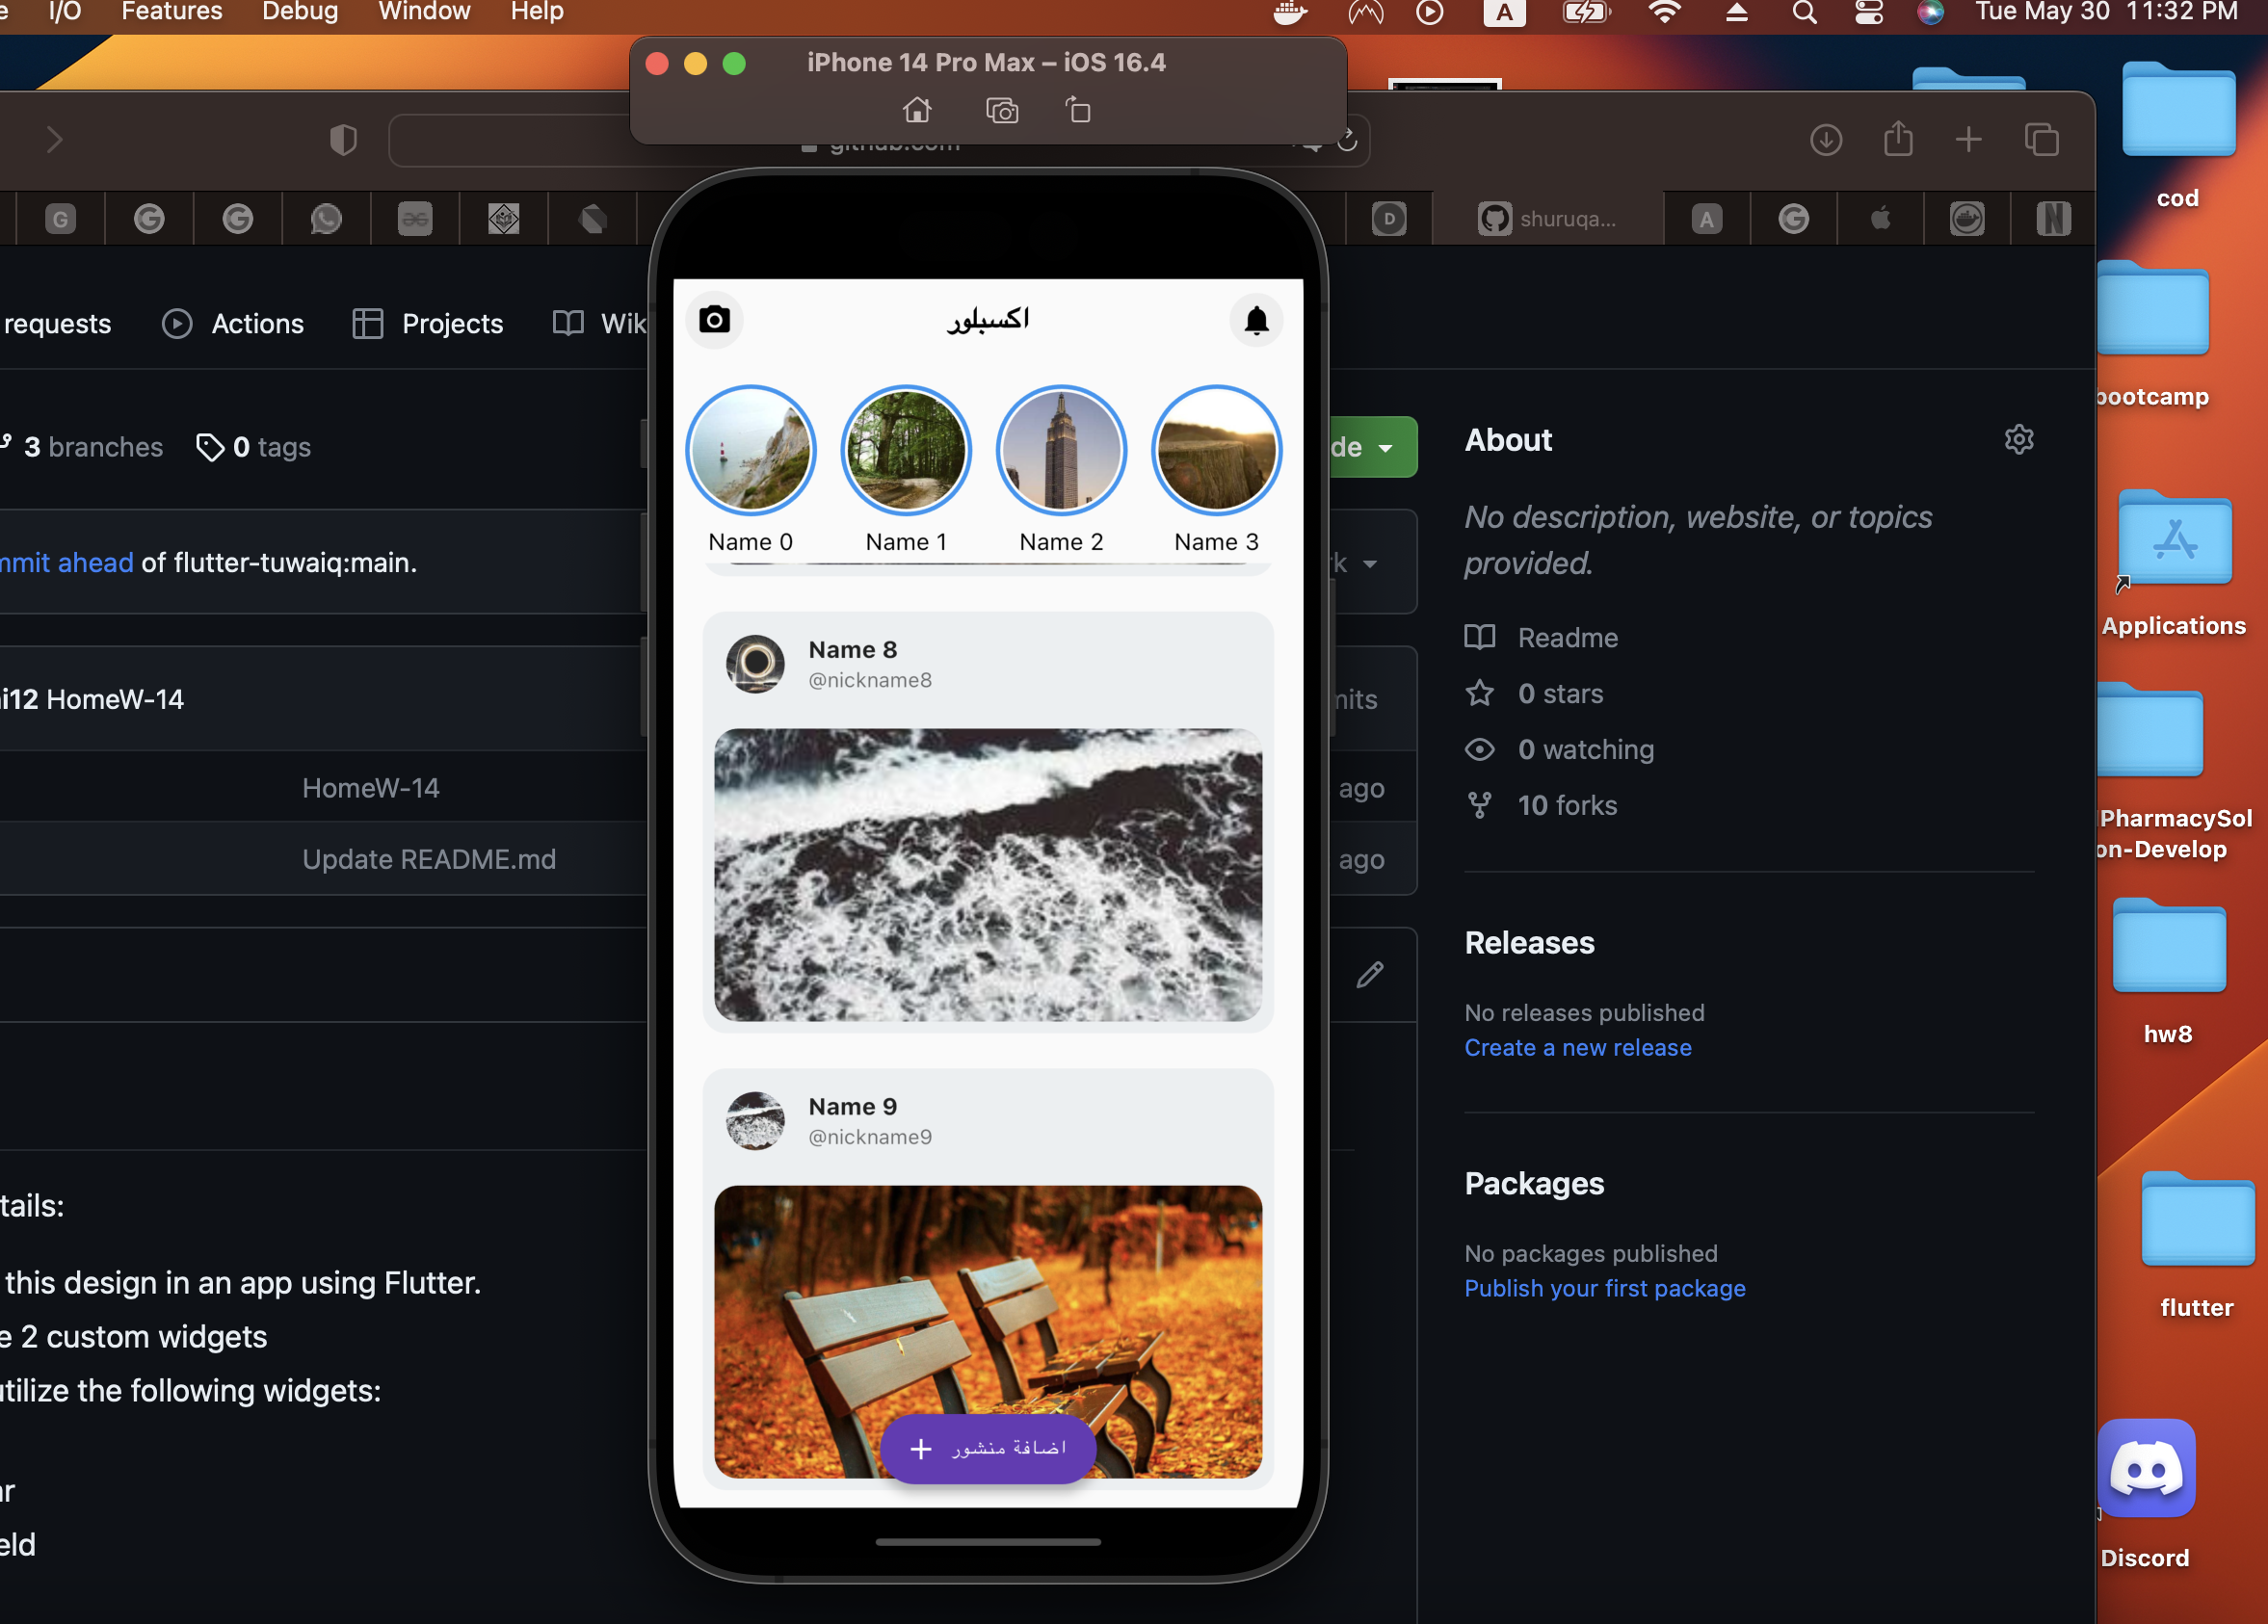 I/O Features Debug Window Help
A
Tue May 30 11:32 PM
iPhone 14 Pro Max – iOS 16.4
github.com
G
D
shuruqa...
A
cod
bootcamp
Applications
PharmacySol
on-Develop
hw8
flutter
Discord
requests
Actions
Projects
Wik
3 branches
0 tags
mmit ahead of flutter-tuwaiq:main.
i12 HomeW-14
HomeW-14
Update README.md
tails:
this design in an app using Flutter.
e 2 custom widgets
utilize the following widgets:
ar
eld
اكسبلور
Name 0
Name 1
Name 2
Name 3
Name 8
@nickname8
Name 9
@nickname9
+ اضافة منشور
de
rk
mits
ago
ago
About
No description, website, or topics
provided.
Readme
0 stars
0 watching
10 forks
Releases
No releases published
Create a new release
Packages
No packages published
Publish your first package